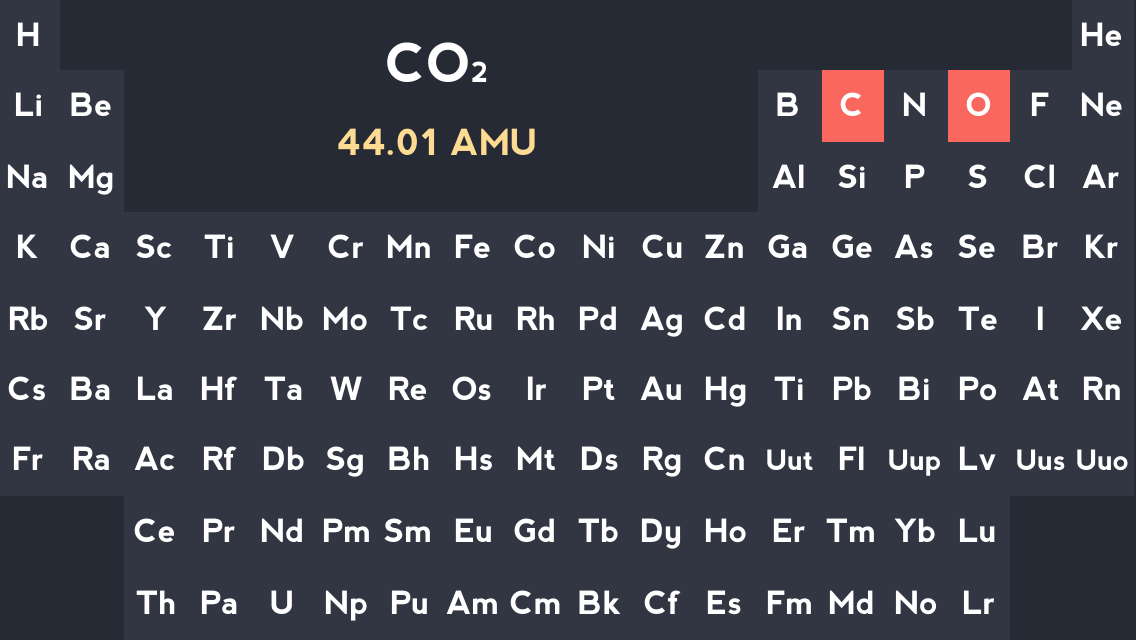 H He
CO₂
Li Be B C N O F Ne
44.01 AMU
Na Mg Al Si P S Cl Ar
K Ca Sc Ti V Cr Mn Fe Co Ni Cu Zn Ga Ge As Se Br Kr
Rb Sr Y Zr Nb Mo Tc Ru Rh Pd Ag Cd In Sn Sb Te I Xe
Cs Ba La Hf Ta W Re Os Ir Pt Au Hg Ti Pb Bi Po At Rn
Fr Ra Ac Rf Db Sg Bh Hs Mt Ds Rg Cn Uut Fl Uup Lv Uus Uuo
Ce Pr Nd Pm Sm Eu Gd Tb Dy Ho Er Tm Yb Lu
Th Pa U Np Pu Am Cm Bk Cf Es Fm Md No Lr